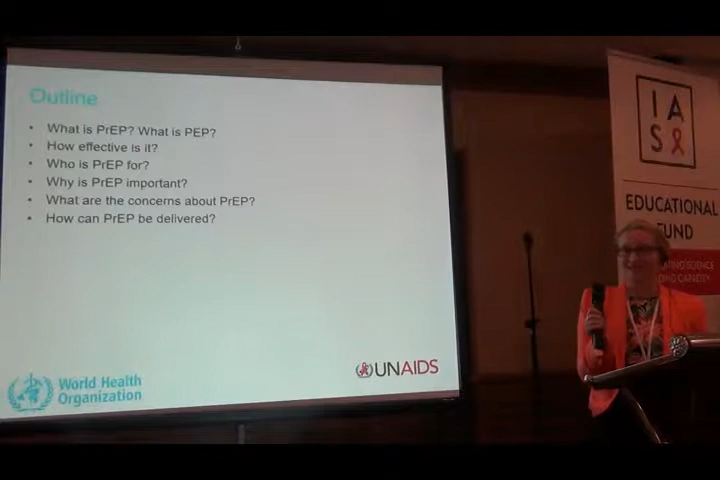 Outline
• What is PrEP? What is PEP?
• How effective is it?
• Who is PrEP for?
• Why is PrEP important?
• What are the concerns about PrEP?
• How can PrEP be delivered?
World Health
Organization
UNAIDS
IA
S
EDUCATIONAL
FUND